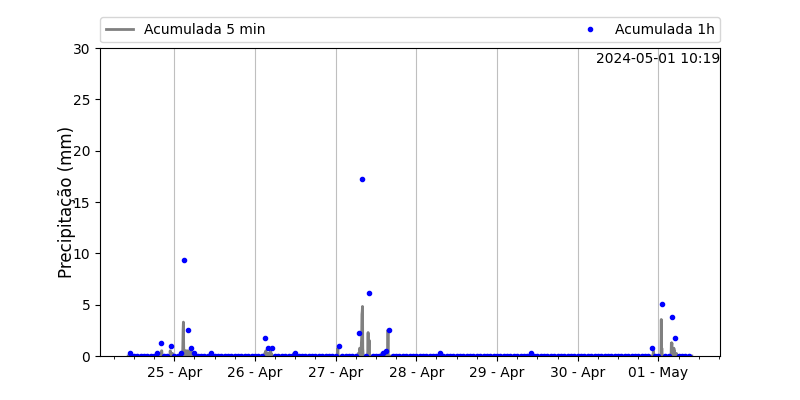 Acumulada 5 min
Acumulada 1h
2024-05-01 10:19
Precipitação (mm)
30
25
20
15
10
5
0
25 - Apr
26 - Apr
27 - Apr
28 - Apr
29 - Apr
30 - Apr
01 - May